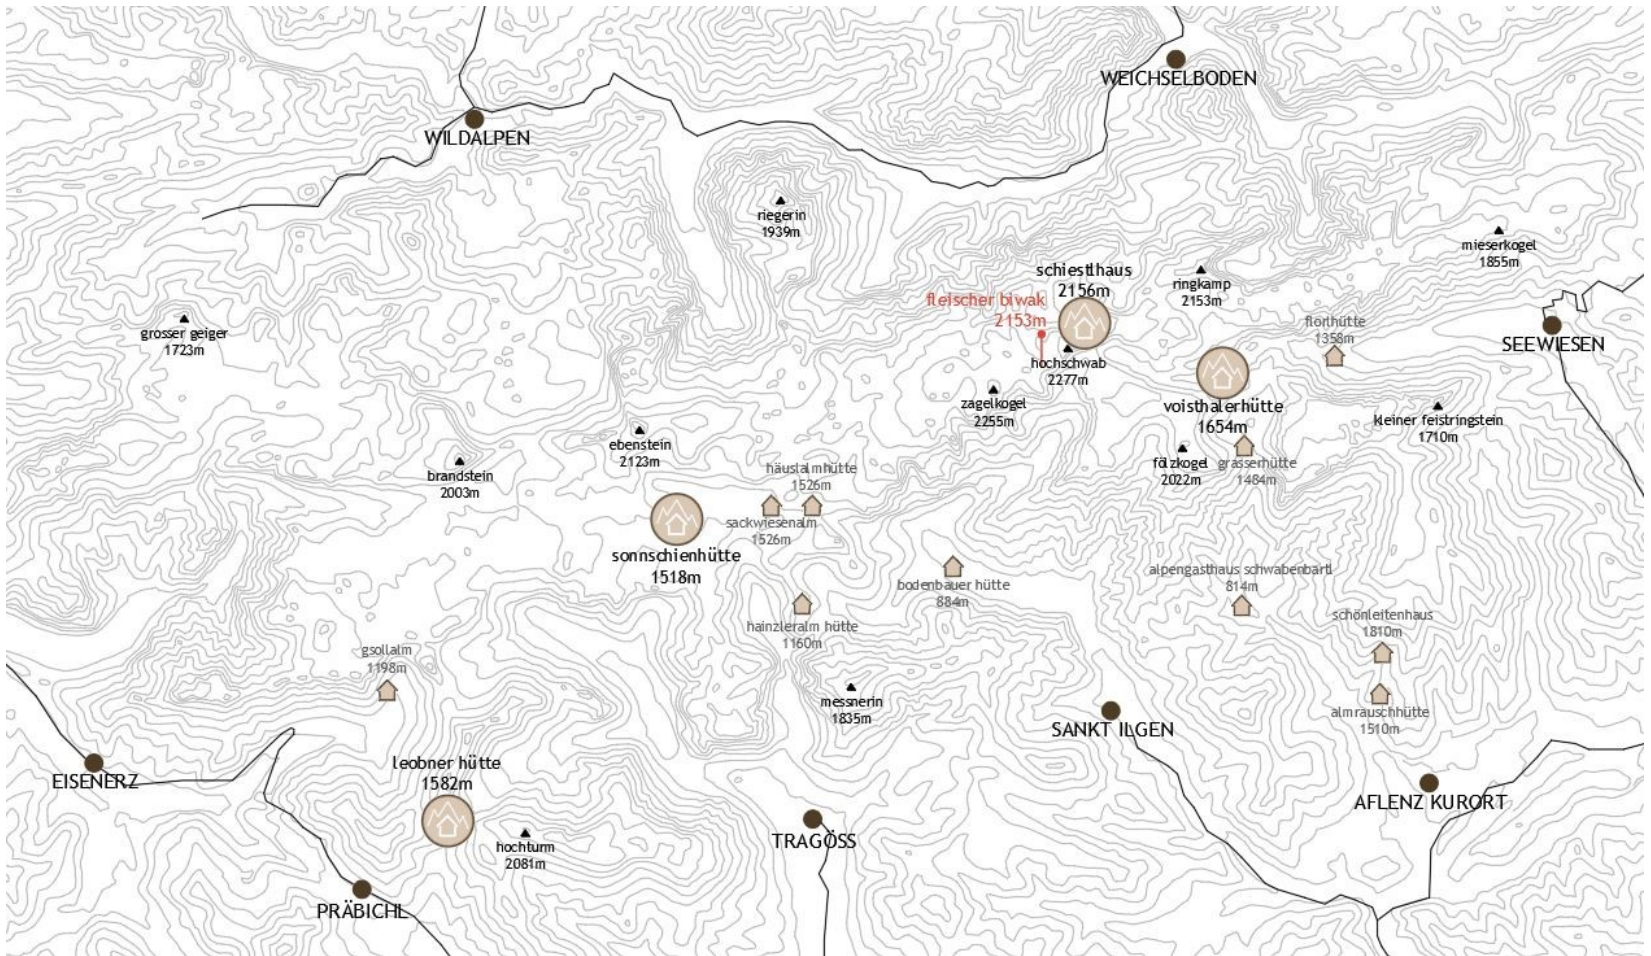 WEICHSELBODEN
WILDALPEN
riegerin
1939m
mieserkogel
1855m
schiestlhaus
2156m
ringkamp
2153m
fleischer biwak
2153m
grosser geiger
1723m
florlhütte
1358m
SEEWIESEN
hochschwab
2277m
zagelkogel
2255m
voisthalerhütte
1654m
kleiner feistringstein
1710m
ebenstein
2123m
brandstein
2003m
fölzkogel
2022m
grasserhütte
1484m
häuslalmhütte
1526m
sackwiesenalm
1526m
sonnschienhütte
1518m
bodenbauer hütte
884m
alpengasthaus schwabenbartl
814m
hainzleralm hütte
1160m
schönleitenhaus
1810m
gsollalm
1198m
messnerin
1835m
almrauschhütte
1510m
SANKT ILGEN
leobner hütte
1582m
EISENERZ
AFLENZ KURORT
TRAGÖSS
hochturm
2081m
PRÄBICHL